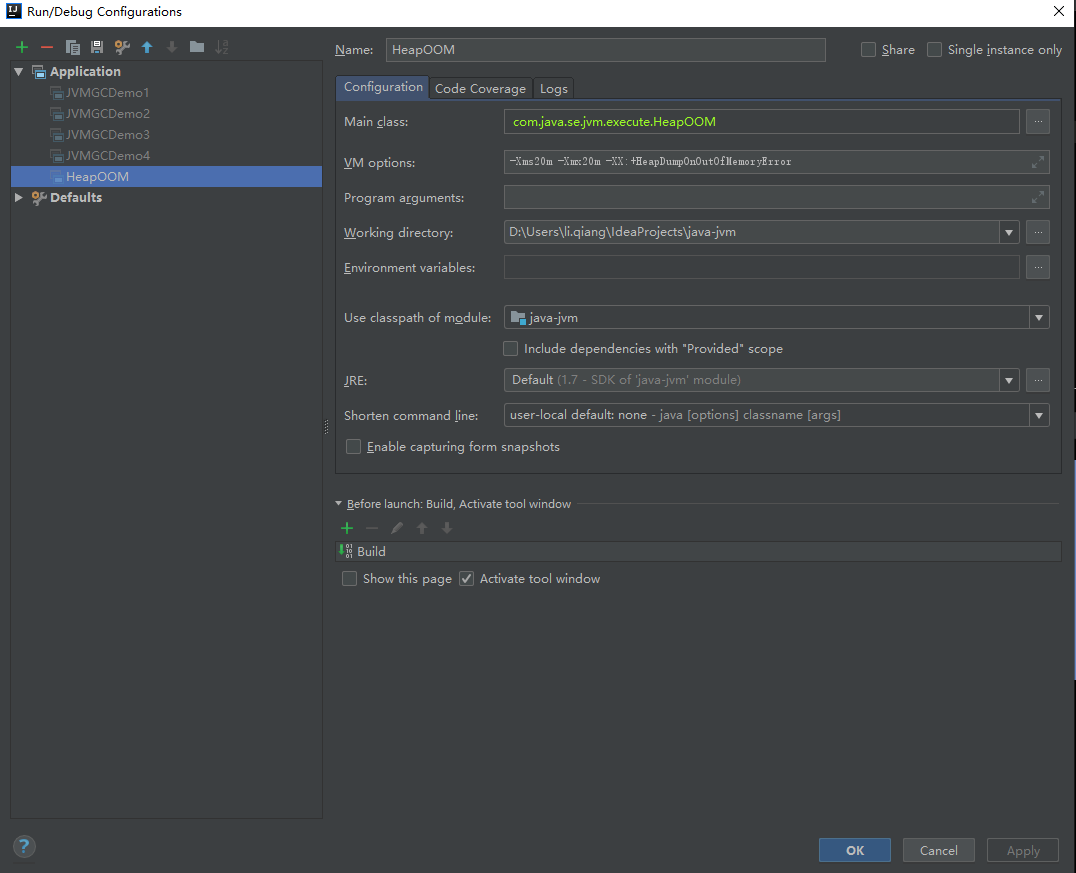 IJ Run/Debug Configurations
Name: HeapOOM Share Single instance only
Application
JVMGCDemo1
JVMGCDemo2
JVMGCDemo3
JVMGCDemo4
HeapOOM
Defaults
Configuration Code Coverage Logs
Main class: com.java.se.jvm.execute.HeapOOM ...
VM options: -Xms20m -Xmx20m -XX:+HeapDumpOnOutOfMemoryError
Program arguments:
Working directory: D:\Users\li.qiang\IdeaProjects\java-jvm ...
Environment variables: ...
Use classpath of module: java-jvm
Include dependencies with "Provided" scope
JRE: Default (1.7 - SDK of 'java-jvm' module) ...
Shorten command line: user-local default: none - java [options] classname [args]
Enable capturing form snapshots
Before launch: Build, Activate tool window
Build
Show this page Activate tool window
? OK Cancel Apply